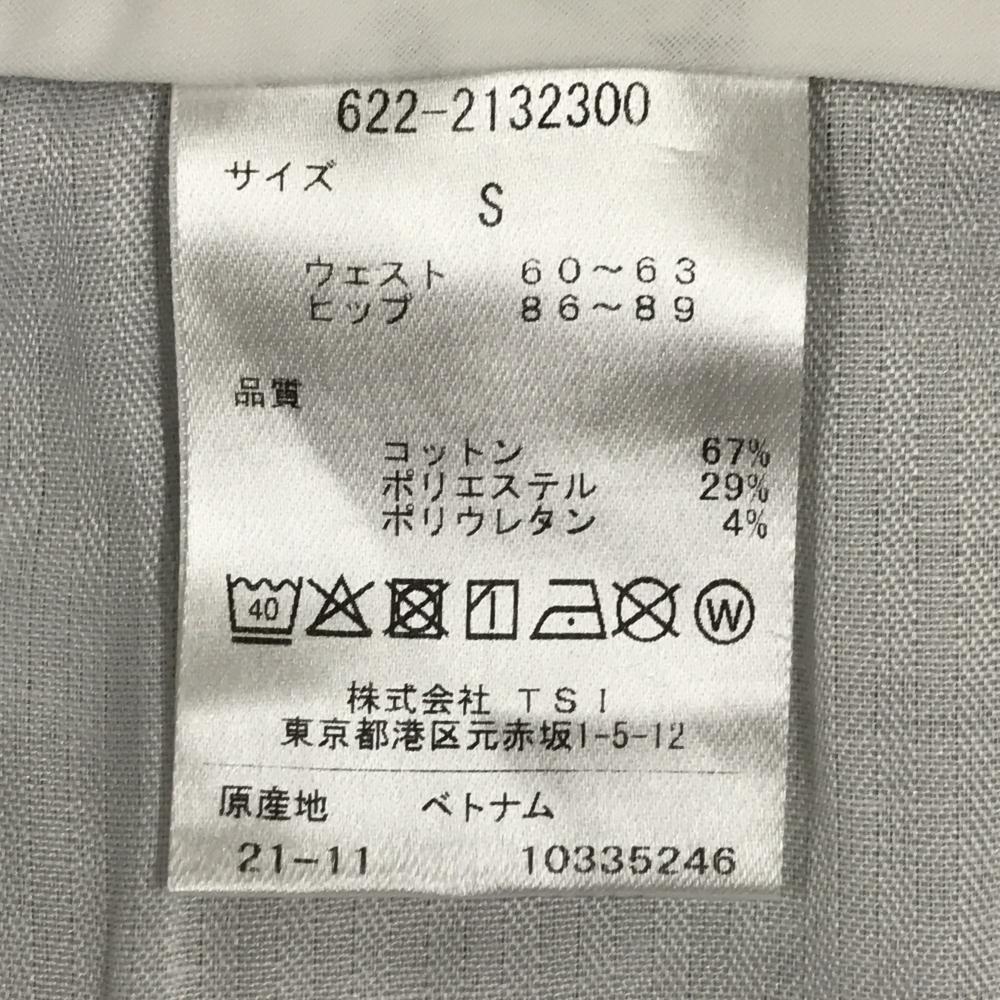 622-2132300
サイズ
S
ウェスト 60～63
ヒップ 86～89
品質
コットン 67%
ポリエステル 29%
ポリウレタン 4%
40
W
株式会社 TSI
東京都港区元赤坂1-5-12
原産地 ベトナム
21-11 10335246